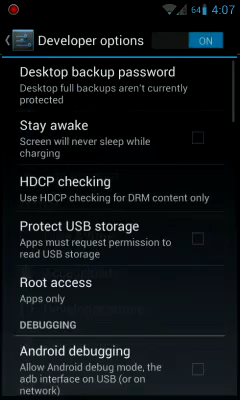 64 4:07
Developer options ON
Desktop backup password
Desktop full backups aren't currently
protected
Stay awake
Screen will never sleep while
charging
HDCP checking
Use HDCP checking for DRM content only
Protect USB storage
Apps must request permission to
read USB storage
Root access
Apps only
DEBUGGING
Android debugging
Allow Android debug mode, the
adb interface on USB (or on
network)